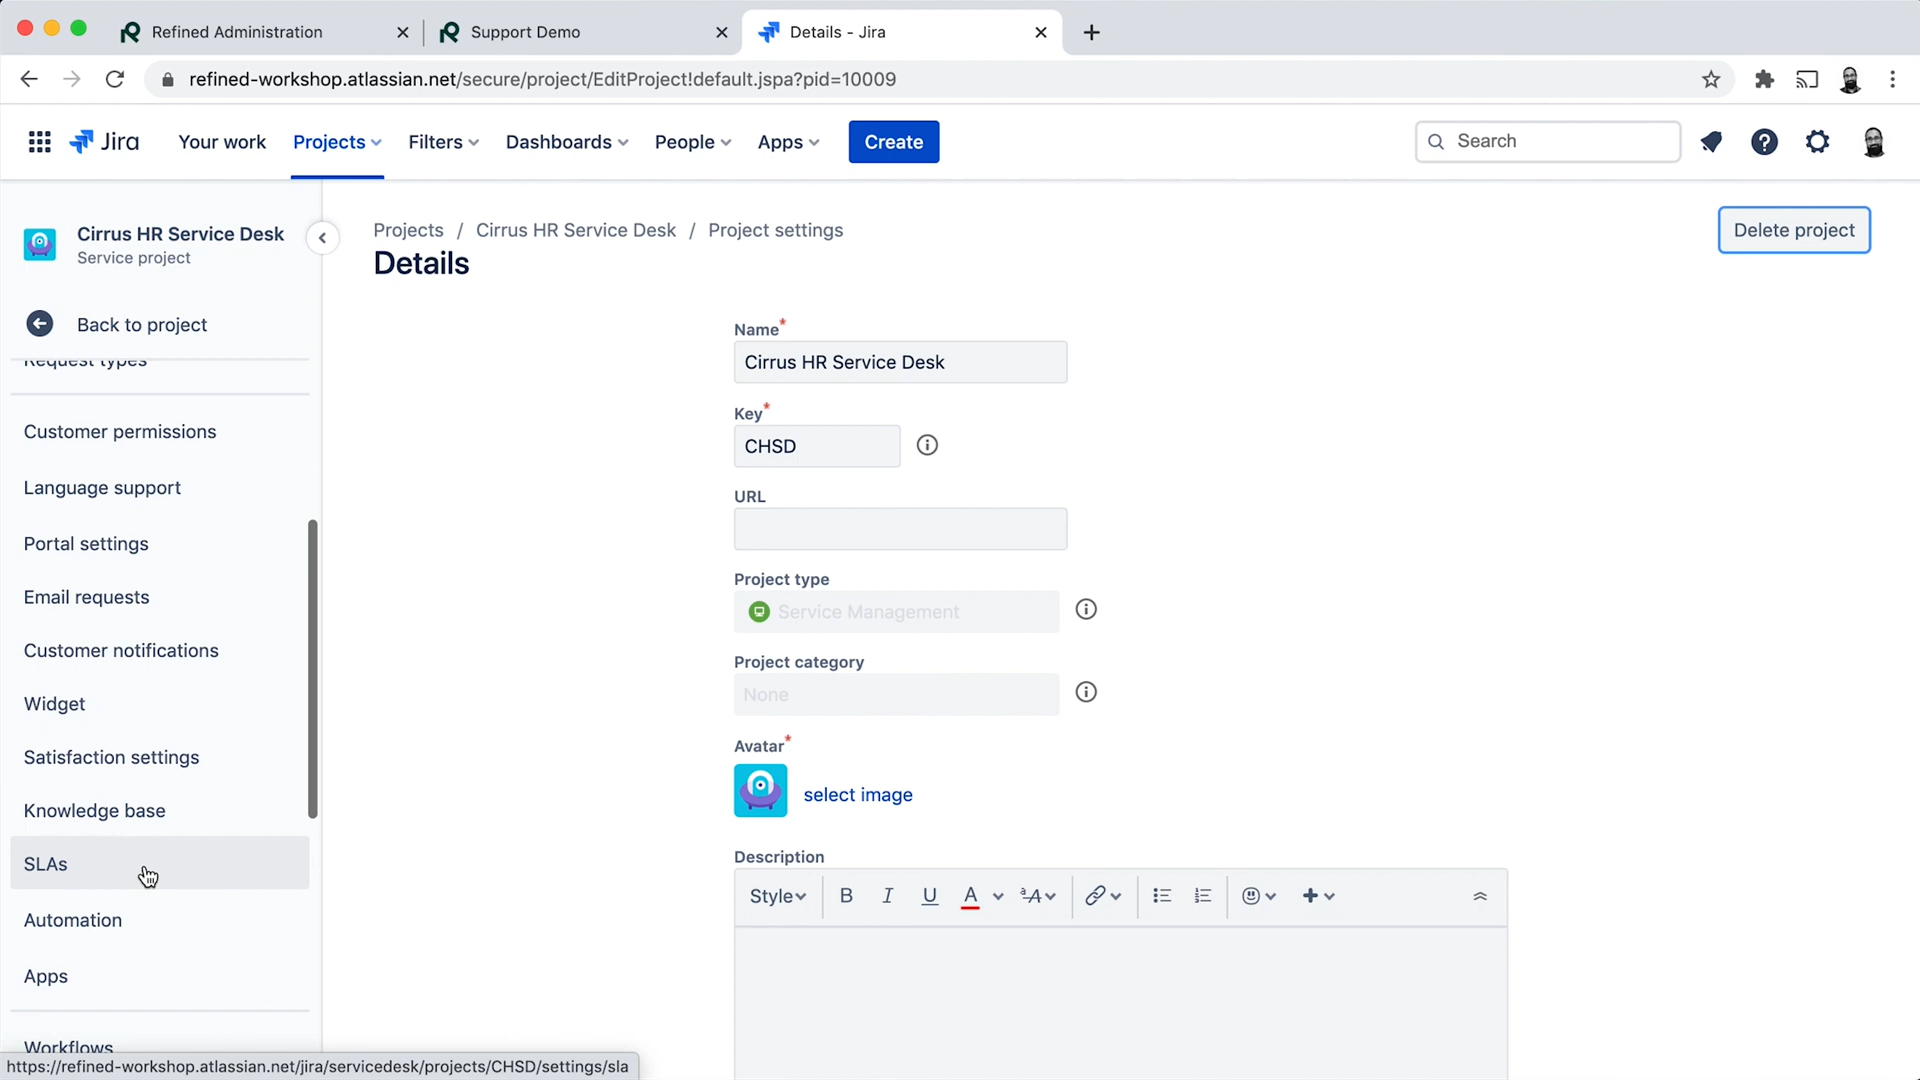 Refined Administration
Support Demo
Details - Jira
refined-workshop.atlassian.net/secure/project/EditProject!default.jspa?pid=10009
Jira
Your work
Projects
Filters
Dashboards
People
Apps
Create
Search
Cirrus HR Service Desk
Service project
Back to project
Request types
Customer permissions
Language support
Portal settings
Email requests
Customer notifications
Widget
Satisfaction settings
Knowledge base
SLAs
Automation
Apps
Workflows
https://refined-workshop.atlassian.net/jira/servicedesk/projects/CHSD/settings/sla
Projects / Cirrus HR Service Desk / Project settings
Details
Delete project
Name*
Cirrus HR Service Desk
Key*
CHSD
URL
Project type
Service Management
Project category
None
Avatar*
select image
Description
Style B I U A ªA